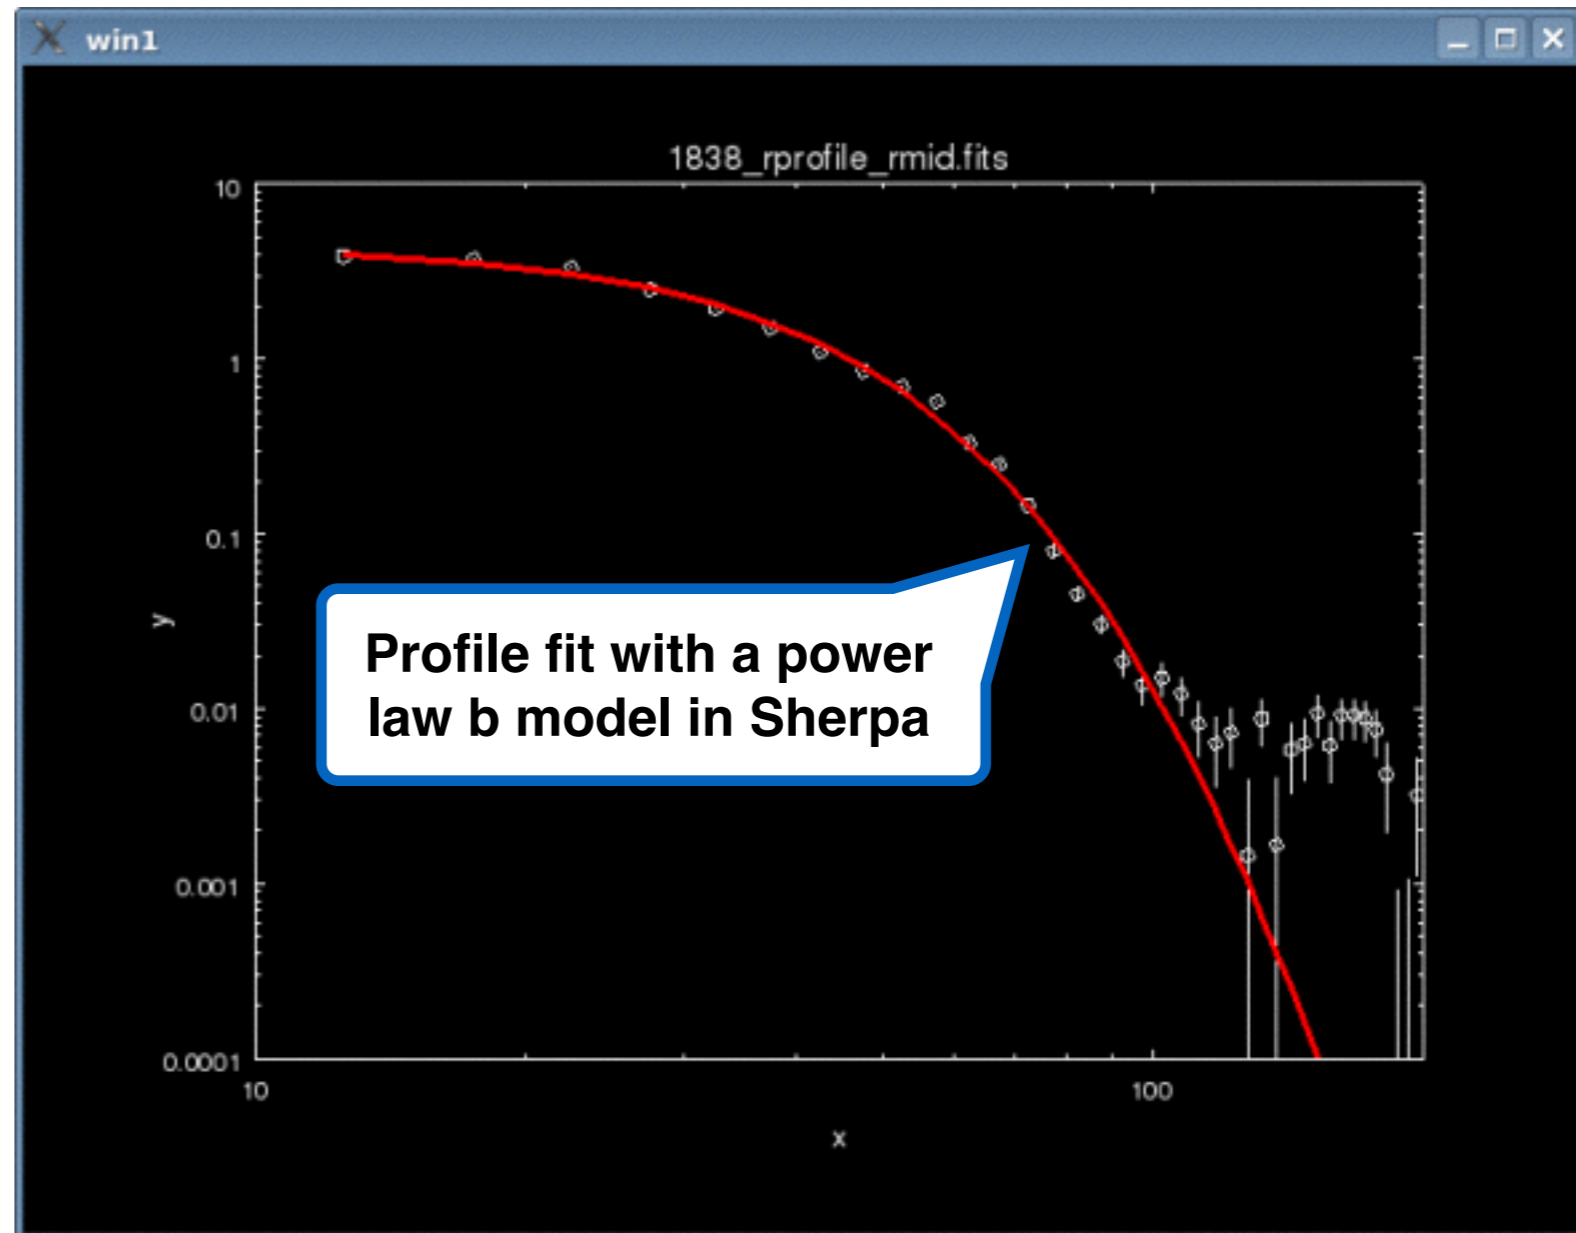 win1
1838_rprofile_rmid.fits
10
1
0.1
0.01
0.001
0.0001
y
Profile fit with a power
law b model in Sherpa
10
100
x